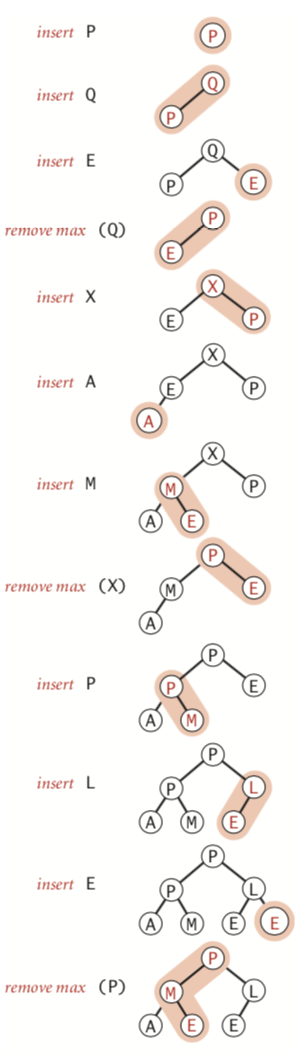 insert P
P
insert Q
Q
P
insert E
Q
P E
remove max (Q)
P
E
insert X
X
E P
insert A
X
E P
A
insert M
X
M P
A E
remove max (X)
P
M E
A
insert P
P
P E
A M
insert L
P
P L
A M E
insert E
P
P L
A M E E
remove max (P)
P
M L
A E E